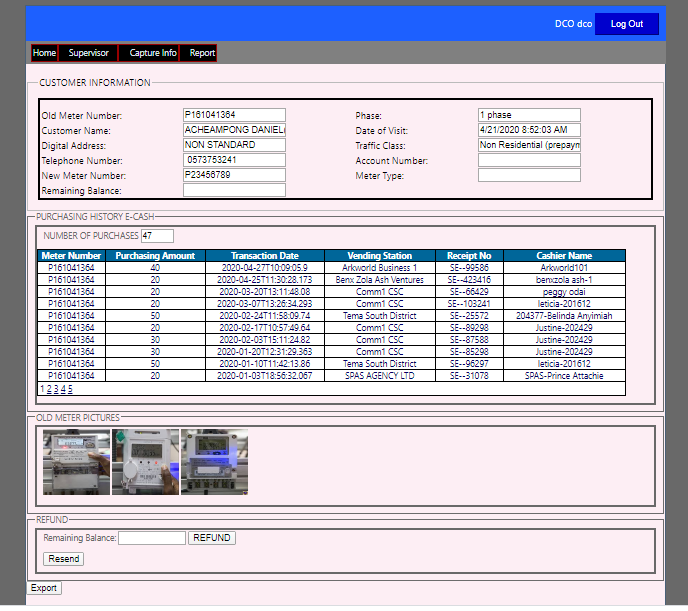 DCO dco Log Out
Home Supervisor Capture Info Report
CUSTOMER INFORMATION
Old Meter Number: P161041364 Phase: 1 phase
Customer Name: ACHEAMPONG DANIEL( Date of Visit: 4/21/2020 8:52:03 AM
Digital Address: NON STANDARD Traffic Class: Non Residential (prepaym
Telephone Number: 0573753241 Account Number:
New Meter Number: P23456789 Meter Type:
Remaining Balance:
PURCHASING HISTORY E-CASH
NUMBER OF PURCHASES 47
Meter Number Purchasing Amount Transaction Date Vending Station Receipt No Cashier Name
P161041364 40 2020-04-27T10:09:05.9 Arkworld Business 1 SE--99586 Arkworld101
P161041364 20 2020-04-25T11:30:28.173 Benx Zola Ash Ventures SE--423416 benxzola ash-1
P161041364 20 2020-03-20T13:11:48.08 Comm1 CSC SE--66429 peggy odai
P161041364 20 2020-03-07T13:26:34.293 Comm1 CSC SE--103241 leticia-201612
P161041364 50 2020-02-24T11:58:09.74 Tema South District SE--25572 204377-Belinda Anyimiah
P161041364 20 2020-02-17T10:57:49.64 Comm1 CSC SE--89298 Justine-202429
P161041364 30 2020-02-03T15:11:24.82 Comm1 CSC SE--87588 Justine-202429
P161041364 30 2020-01-20T12:31:29.363 Comm1 CSC SE--85298 Justine-202429
P161041364 50 2020-01-10T11:42:13.86 Tema South District SE--96297 leticia-201612
P161041364 20 2020-01-03T18:56:32.067 SPAS AGENCY LTD SE--31078 SPAS-Prince Attachie
1 2 3 4 5
OLD METER PICTURES
REFUND
Remaining Balance: REFUND
Resend
Export